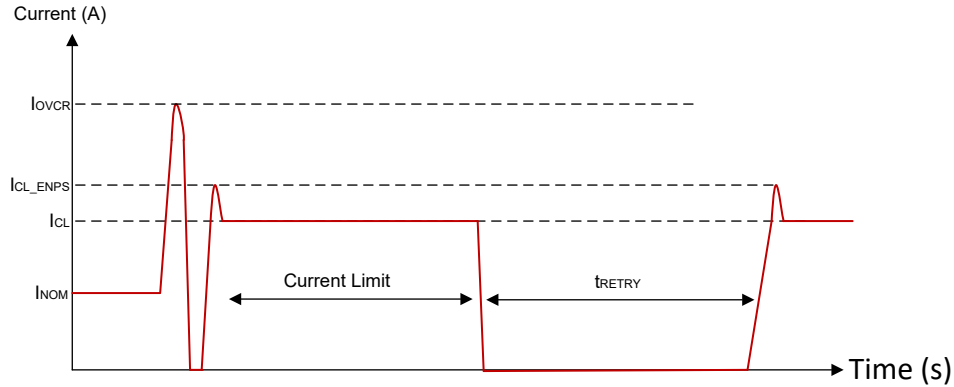 Current (A)
IOVCR
ICL_ENPS
ICL
INOM
Current Limit
tRETRY
Time (s)